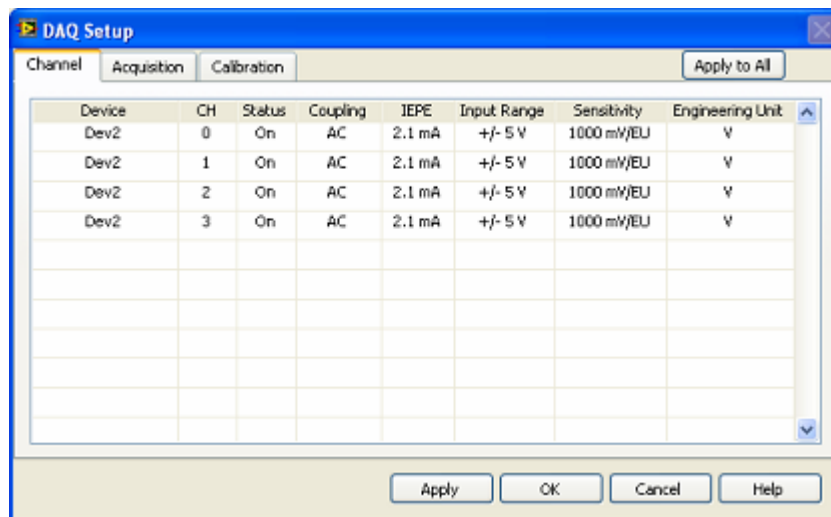 DAQ Setup
Channel Acquisition Calibration Apply to All
Device CH Status Coupling IEPE Input Range Sensitivity Engineering Unit
Dev2 0 On AC 2.1 mA +/- 5 V 1000 mV/EU V
Dev2 1 On AC 2.1 mA +/- 5 V 1000 mV/EU V
Dev2 2 On AC 2.1 mA +/- 5 V 1000 mV/EU V
Dev2 3 On AC 2.1 mA +/- 5 V 1000 mV/EU V
Apply OK Cancel Help